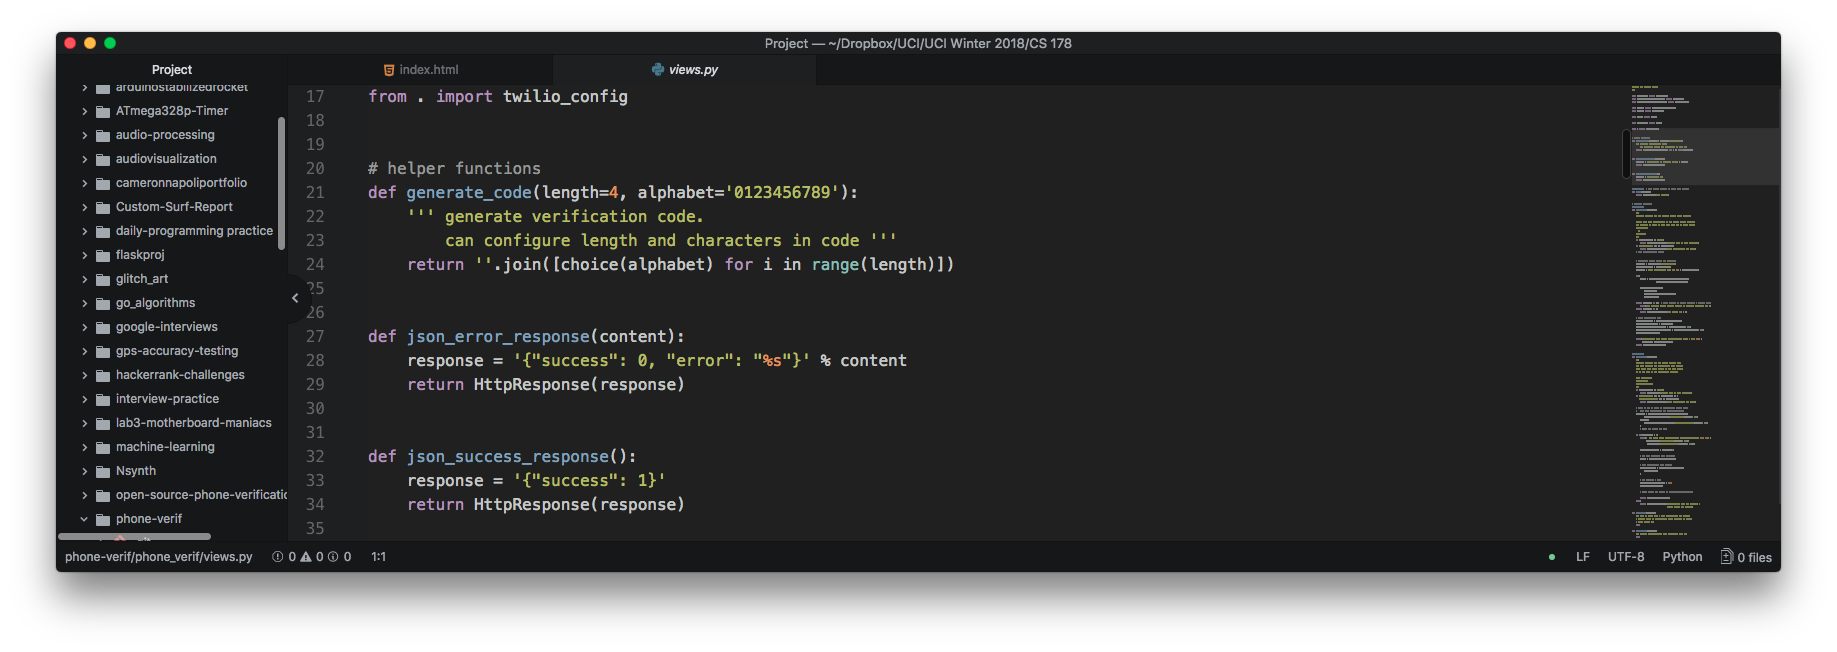 Project — ~/Dropbox/UCI/UCI Winter 2018/CS 178
Project
index.html
views.py
arduinostabilizedrocket
ATmega328p-Timer
audio-processing
audiovisualization
cameronnapoliportfolio
Custom-Surf-Report
daily-programming practice
flaskproj
glitch_art
go_algorithms
google-interviews
gps-accuracy-testing
hackerrank-challenges
interview-practice
lab3-motherboard-maniacs
machine-learning
Nsynth
open-source-phone-verificatio
phone-verif
17 from . import twilio_config
18
19
20 # helper functions
21 def generate_code(length=4, alphabet='0123456789'):
22     ''' generate verification code.
23         can configure length and characters in code '''
24     return ''.join([choice(alphabet) for i in range(length)])
25
26
27 def json_error_response(content):
28     response = '{"success": 0, "error": "%s"}' % content
29     return HttpResponse(response)
30
31
32 def json_success_response():
33     response = '{"success": 1}'
34     return HttpResponse(response)
35
phone-verif/phone_verif/views.py 0 0 0 1:1 LF UTF-8 Python 0 files